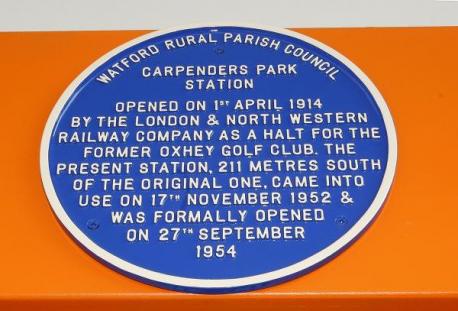 WATFORD RURAL PARISH COUNCIL
CARPENDERS PARK
STATION
OPENED ON 1ST APRIL 1914
BY THE LONDON & NORTH WESTERN
RAILWAY COMPANY AS A HALT FOR THE
FORMER OXHEY GOLF CLUB. THE
PRESENT STATION, 211 METRES SOUTH
OF THE ORIGINAL ONE, CAME INTO
USE ON 17TH NOVEMBER 1952 &
WAS FORMALLY OPENED
ON 27TH SEPTEMBER
1954